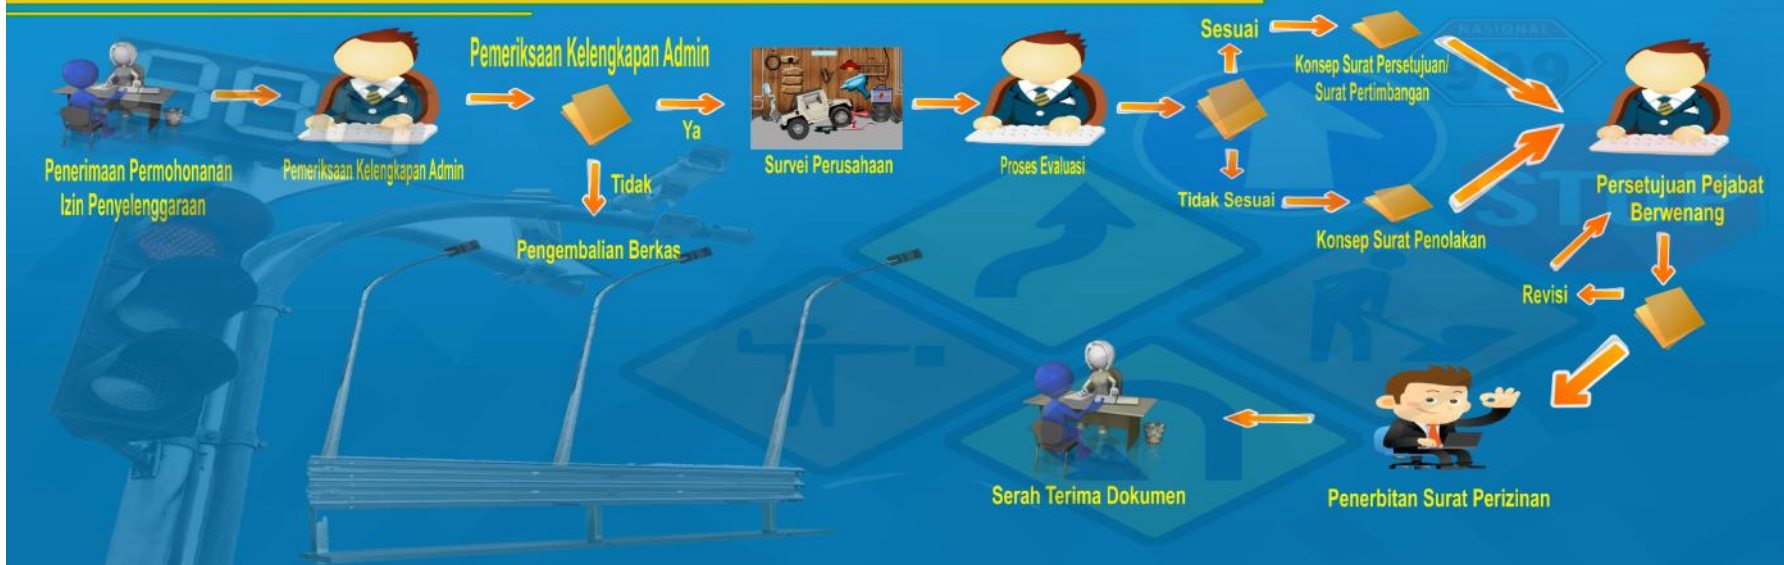 Penerimaan Permohonanan
Izin Penyelenggaraan
Pemeriksaan Kelengkapan Admin
Pemeriksaan Kelengkapan Admin
Ya
Tidak
Pengembalian Berkas
Survei Perusahaan
Proses Evaluasi
Sesuai
Konsep Surat Persetujuan/
Surat Pertimbangan
Tidak Sesuai
Konsep Surat Penolakan
Persetujuan Pejabat
Berwenang
Revisi
Penerbitan Surat Perizinan
Serah Terima Dokumen
NASIONAL
STOP